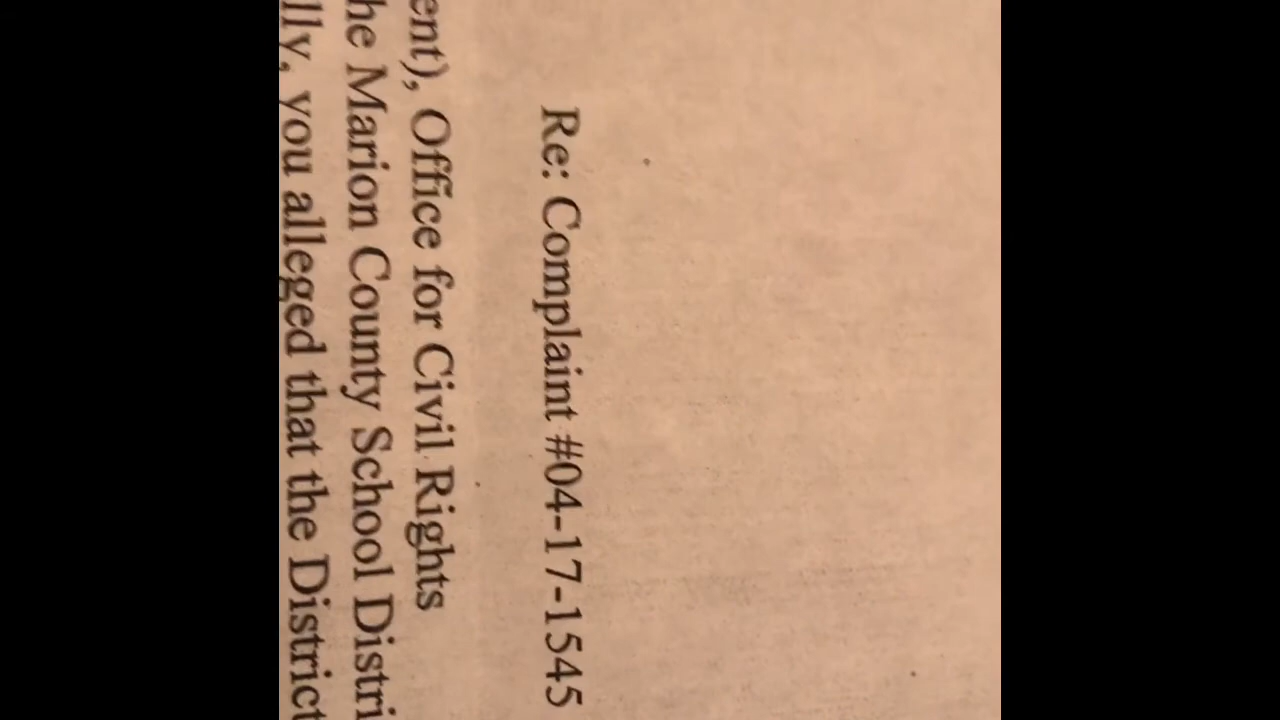 Re: Complaint #04-17-1545
ent), Office for Civil Rights
he Marion County School Distri
lly, you alleged that the District